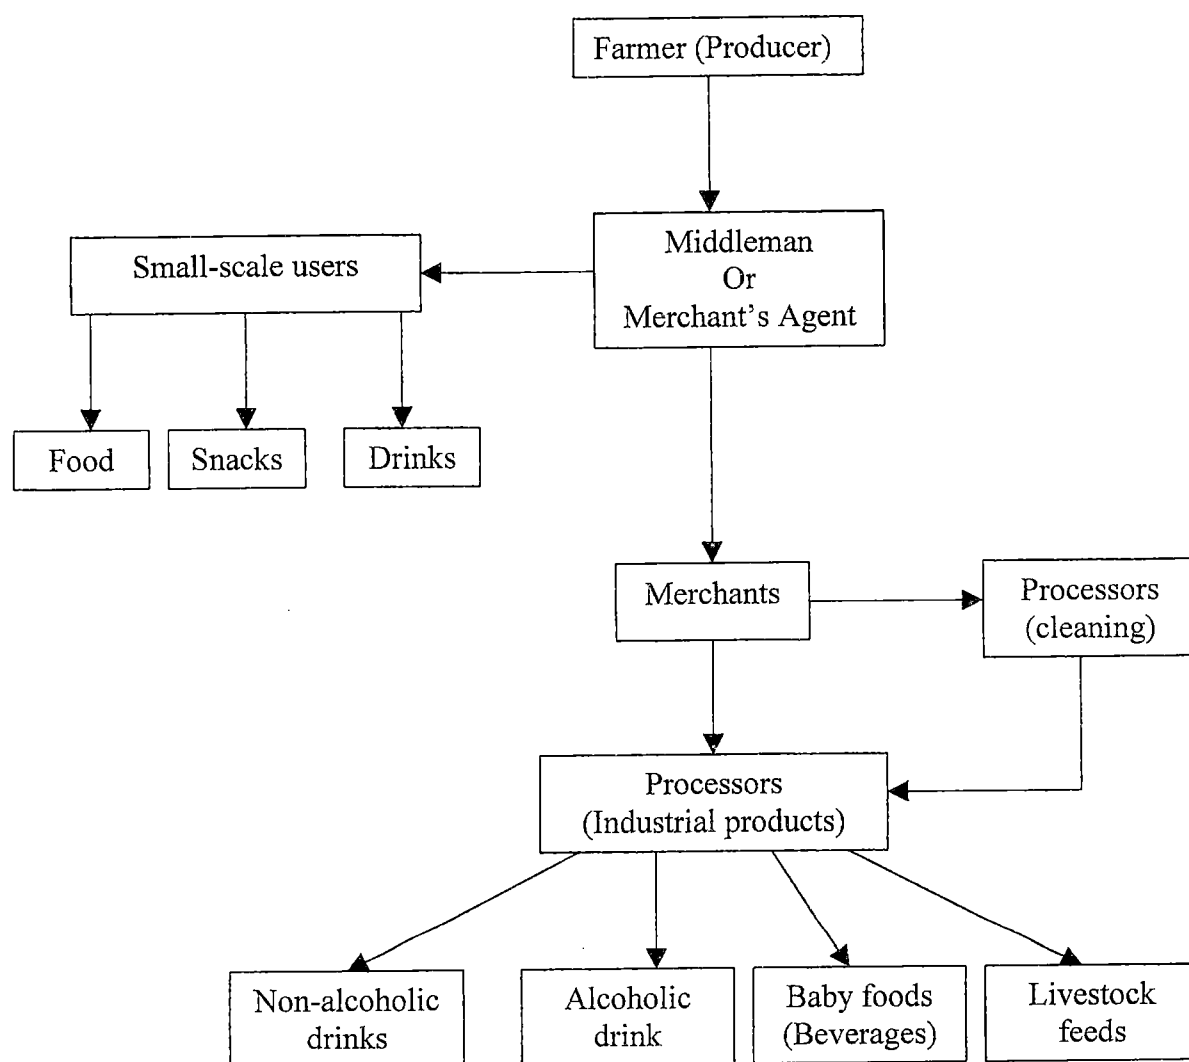 Farmer (Producer)
Middleman
Or
Merchant's Agent
Small-scale users
Food
Snacks
Drinks
Merchants
Processors
(cleaning)
Processors
(Industrial products)
Non-alcoholic
drinks
Alcoholic
drink
Baby foods
(Beverages)
Livestock
feeds